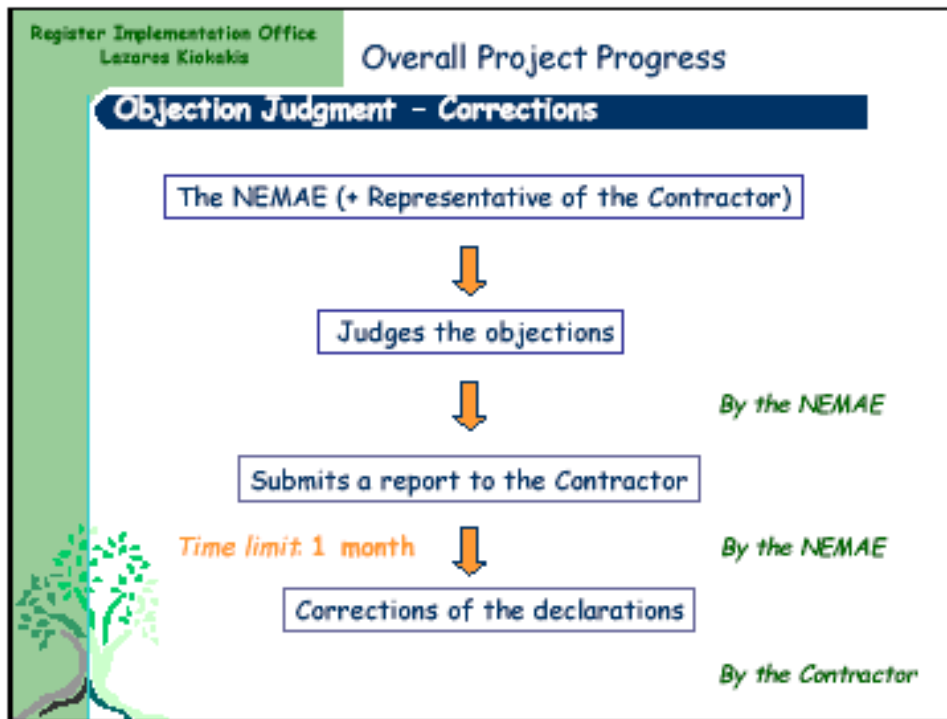 Register Implementation Office
Lazaros Kiokakis
Overall Project Progress
Objection Judgment – Corrections
The NEMAE (+ Representative of the Contractor)
Judges the objections
By the NEMAE
Submits a report to the Contractor
Time limit: 1 month
By the NEMAE
Corrections of the declarations
By the Contractor